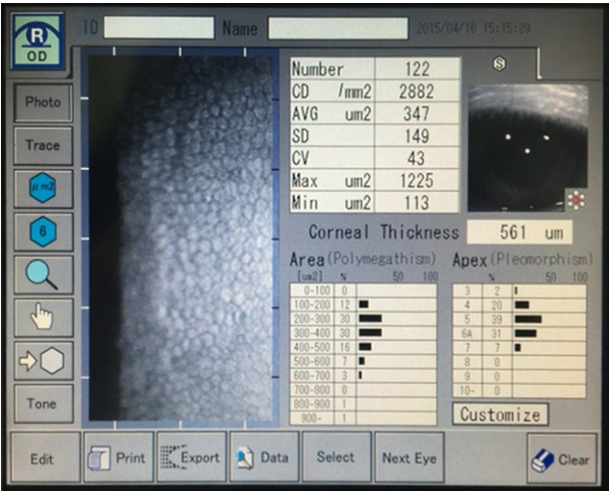 R
OD
ID
Name
2015/04/16 15:15:29
Photo
Trace
μm2
6
Tone
Number 122
CD /mm2 2882
AVG um2 347
SD 149
CV 43
Max um2 1225
Min um2 113
S
Corneal Thickness 561 um
Area (Polymegathism)
[um2] % 50 100
0-100 0
100-200 12
200-300 30
300-400 30
400-500 16
500-600 7
600-700 3
700-800 0
800-900 1
900- 1
Apex (Pleomorphism)
% 50 100
3 2
4 20
5 39
6A 31
7 7
8 0
9 0
10- 0
Customize
Edit
Print
Export
Data
Select
Next Eye
Clear